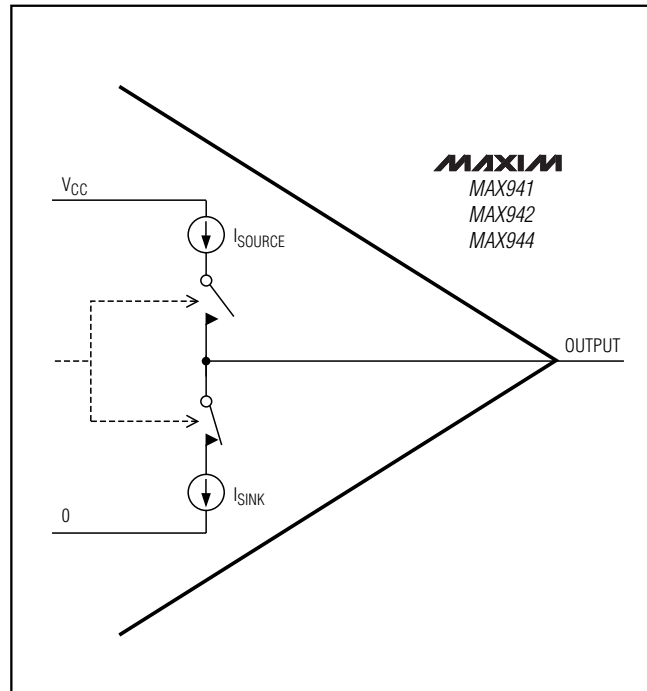 MAXIM
MAX941
MAX942
MAX944
VCC
ISOURCE
OUTPUT
ISINK
0